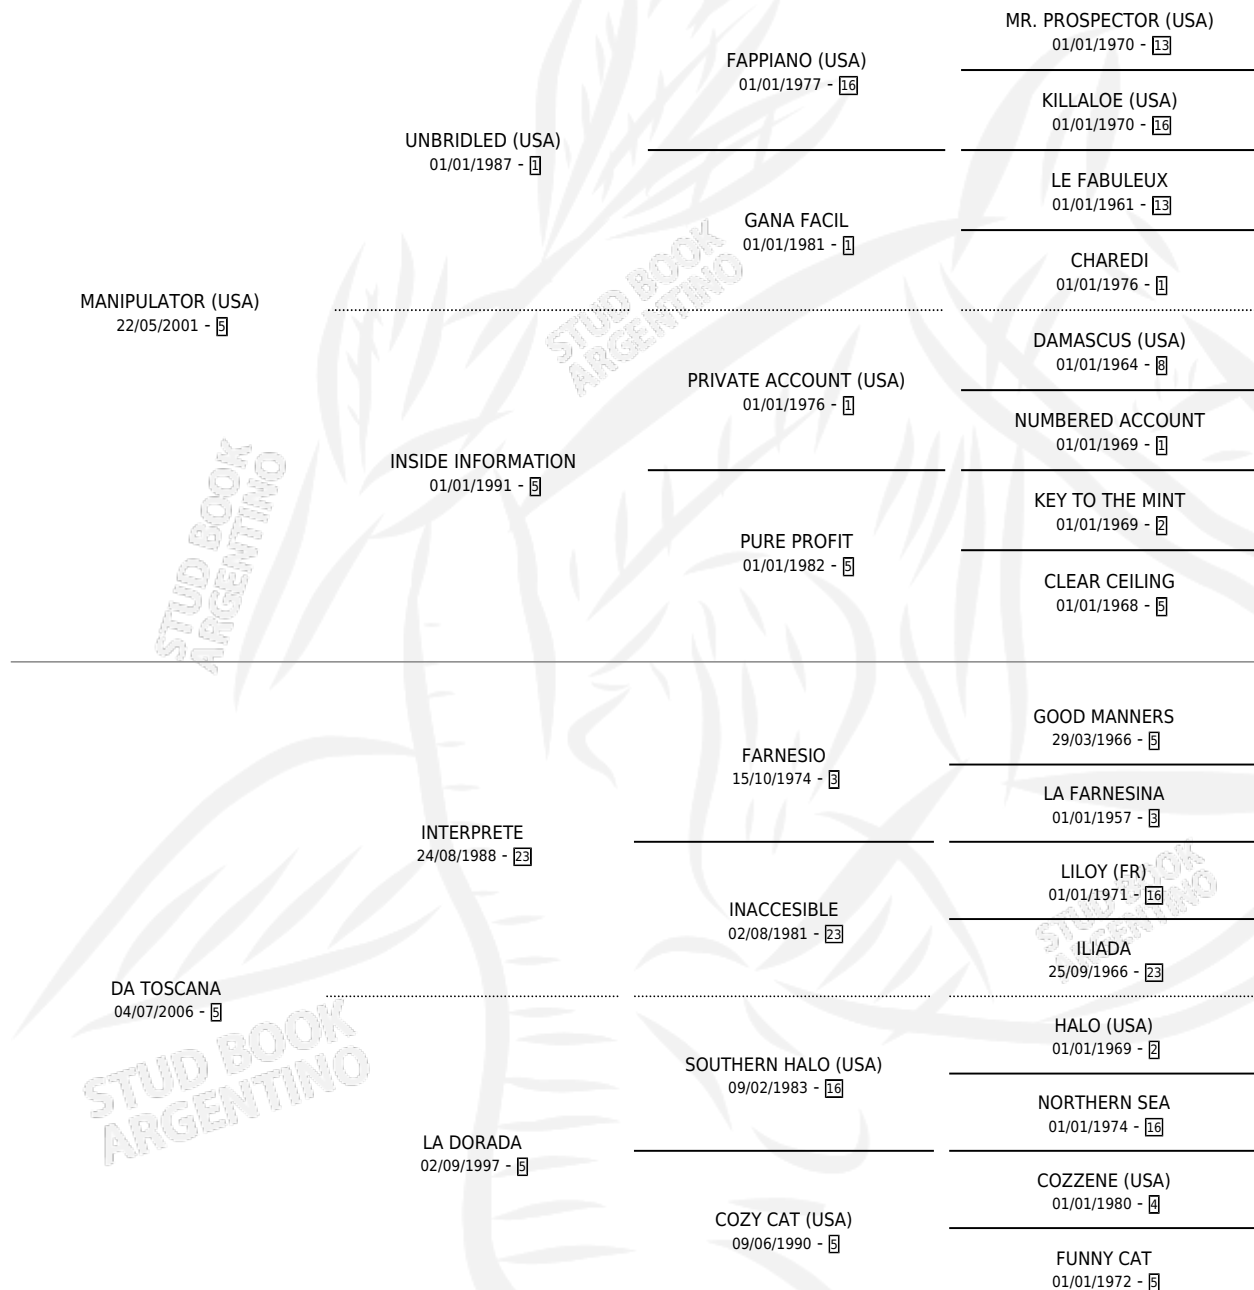 MR. PROSPECTOR (USA)
01/01/1970 - 13
FAPPIANO (USA)
01/01/1977 - 16
KILLALOE (USA)
01/01/1970 - 16
UNBRIDLED (USA)
01/01/1987 - 1
LE FABULEUX
01/01/1961 - 13
GANA FACIL
01/01/1981 - 1
CHAREDI
01/01/1976 - 1
MANIPULATOR (USA)
22/05/2001 - 5
DAMASCUS (USA)
01/01/1964 - 8
PRIVATE ACCOUNT (USA)
01/01/1976 - 1
NUMBERED ACCOUNT
01/01/1969 - 1
INSIDE INFORMATION
01/01/1991 - 5
KEY TO THE MINT
01/01/1969 - 2
PURE PROFIT
01/01/1982 - 5
CLEAR CEILING
01/01/1968 - 5
GOOD MANNERS
29/03/1966 - 5
FARNESIO
15/10/1974 - 3
LA FARNESINA
01/01/1957 - 3
INTERPRETE
24/08/1988 - 23
LILOY (FR)
01/01/1971 - 16
INACCESIBLE
02/08/1981 - 23
ILIADA
25/09/1966 - 23
DA TOSCANA
04/07/2006 - 5
HALO (USA)
01/01/1969 - 2
SOUTHERN HALO (USA)
09/02/1983 - 16
NORTHERN SEA
01/01/1974 - 16
LA DORADA
02/09/1997 - 5
COZZENE (USA)
01/01/1980 - 4
COZY CAT (USA)
09/06/1990 - 5
FUNNY CAT
01/01/1972 - 5
STUD BOOK
ARGENTINO
STUD BOOK
ARGENTINO
STUD BOOK
ARGENTINO
STUD BOOK
ARGENTINO